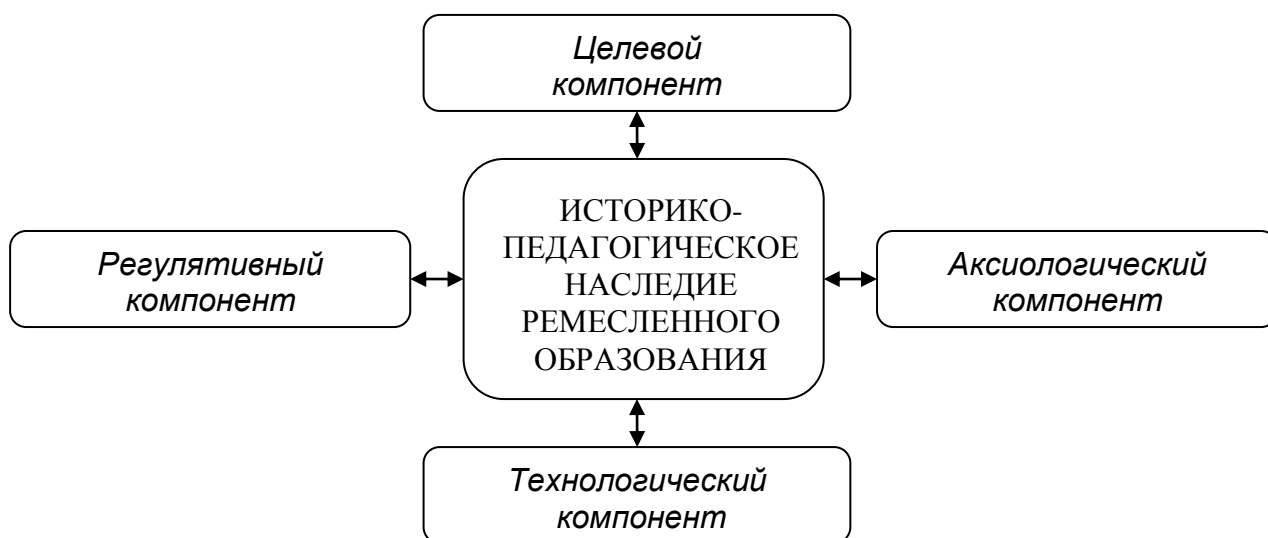 Целевой
компонент
ИСТОРИКО-
ПЕДАГОГИЧЕСКОЕ
НАСЛЕДИЕ
РЕМЕСЛЕННОГО
ОБРАЗОВАНИЯ
Регулятивный
компонент
Аксиологический
компонент
Технологический
компонент